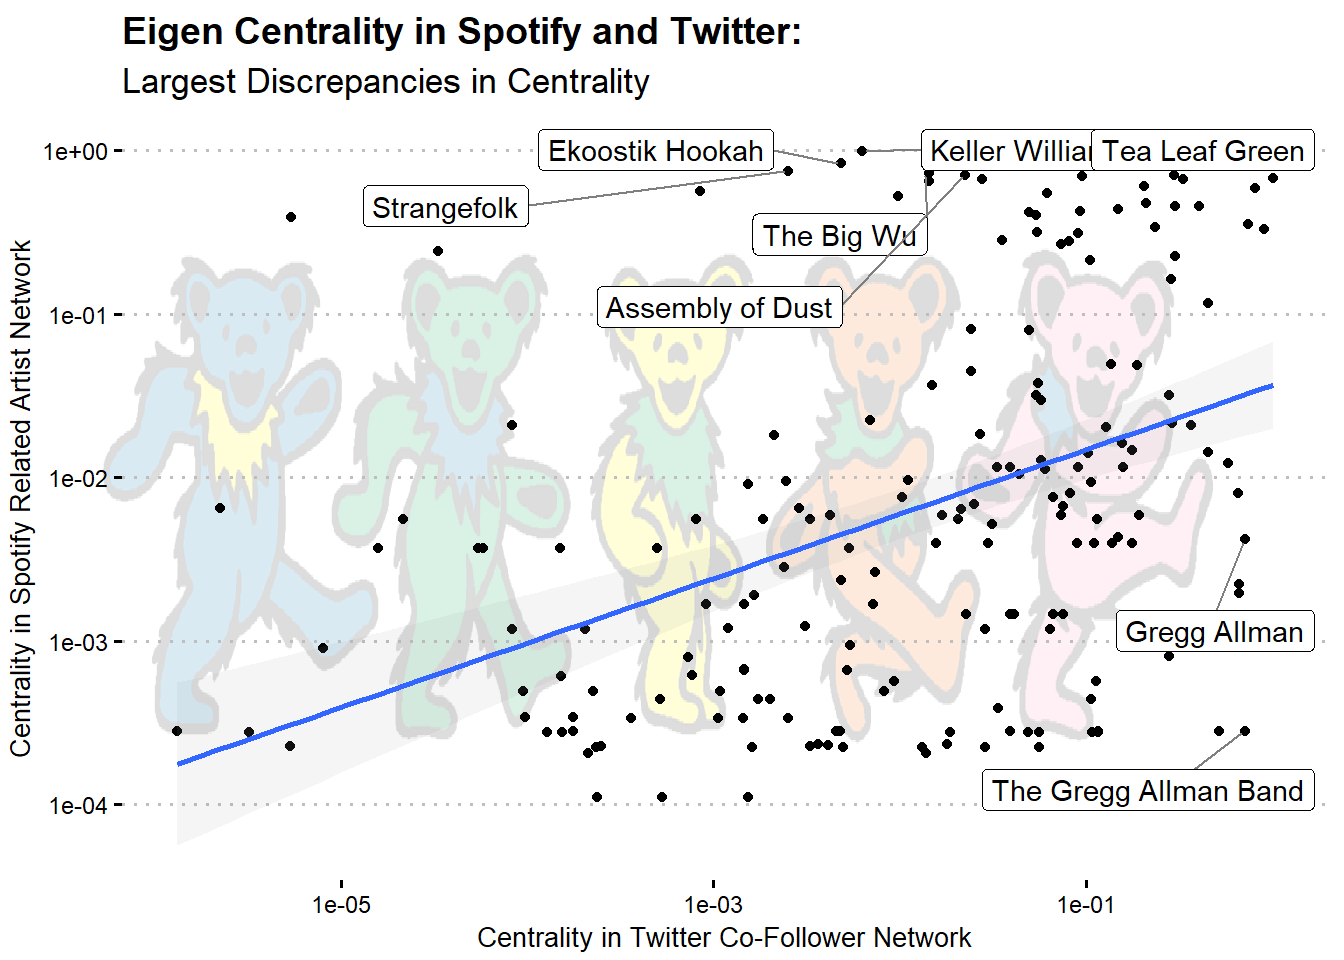 Eigen Centrality in Spotify and Twitter:
Largest Discrepancies in Centrality
Centrality in Spotify Related Artist Network
1e+00
1e-01
1e-02
1e-03
1e-04
Ekoostik Hookah
Keller
Tea Leaf Green
Strangefolk
The Big Wu
Assembly of Dust
Gregg Allman
The Gregg Allman Band
1e-05
1e-03
1e-01
Centrality in Twitter Co-Follower Network